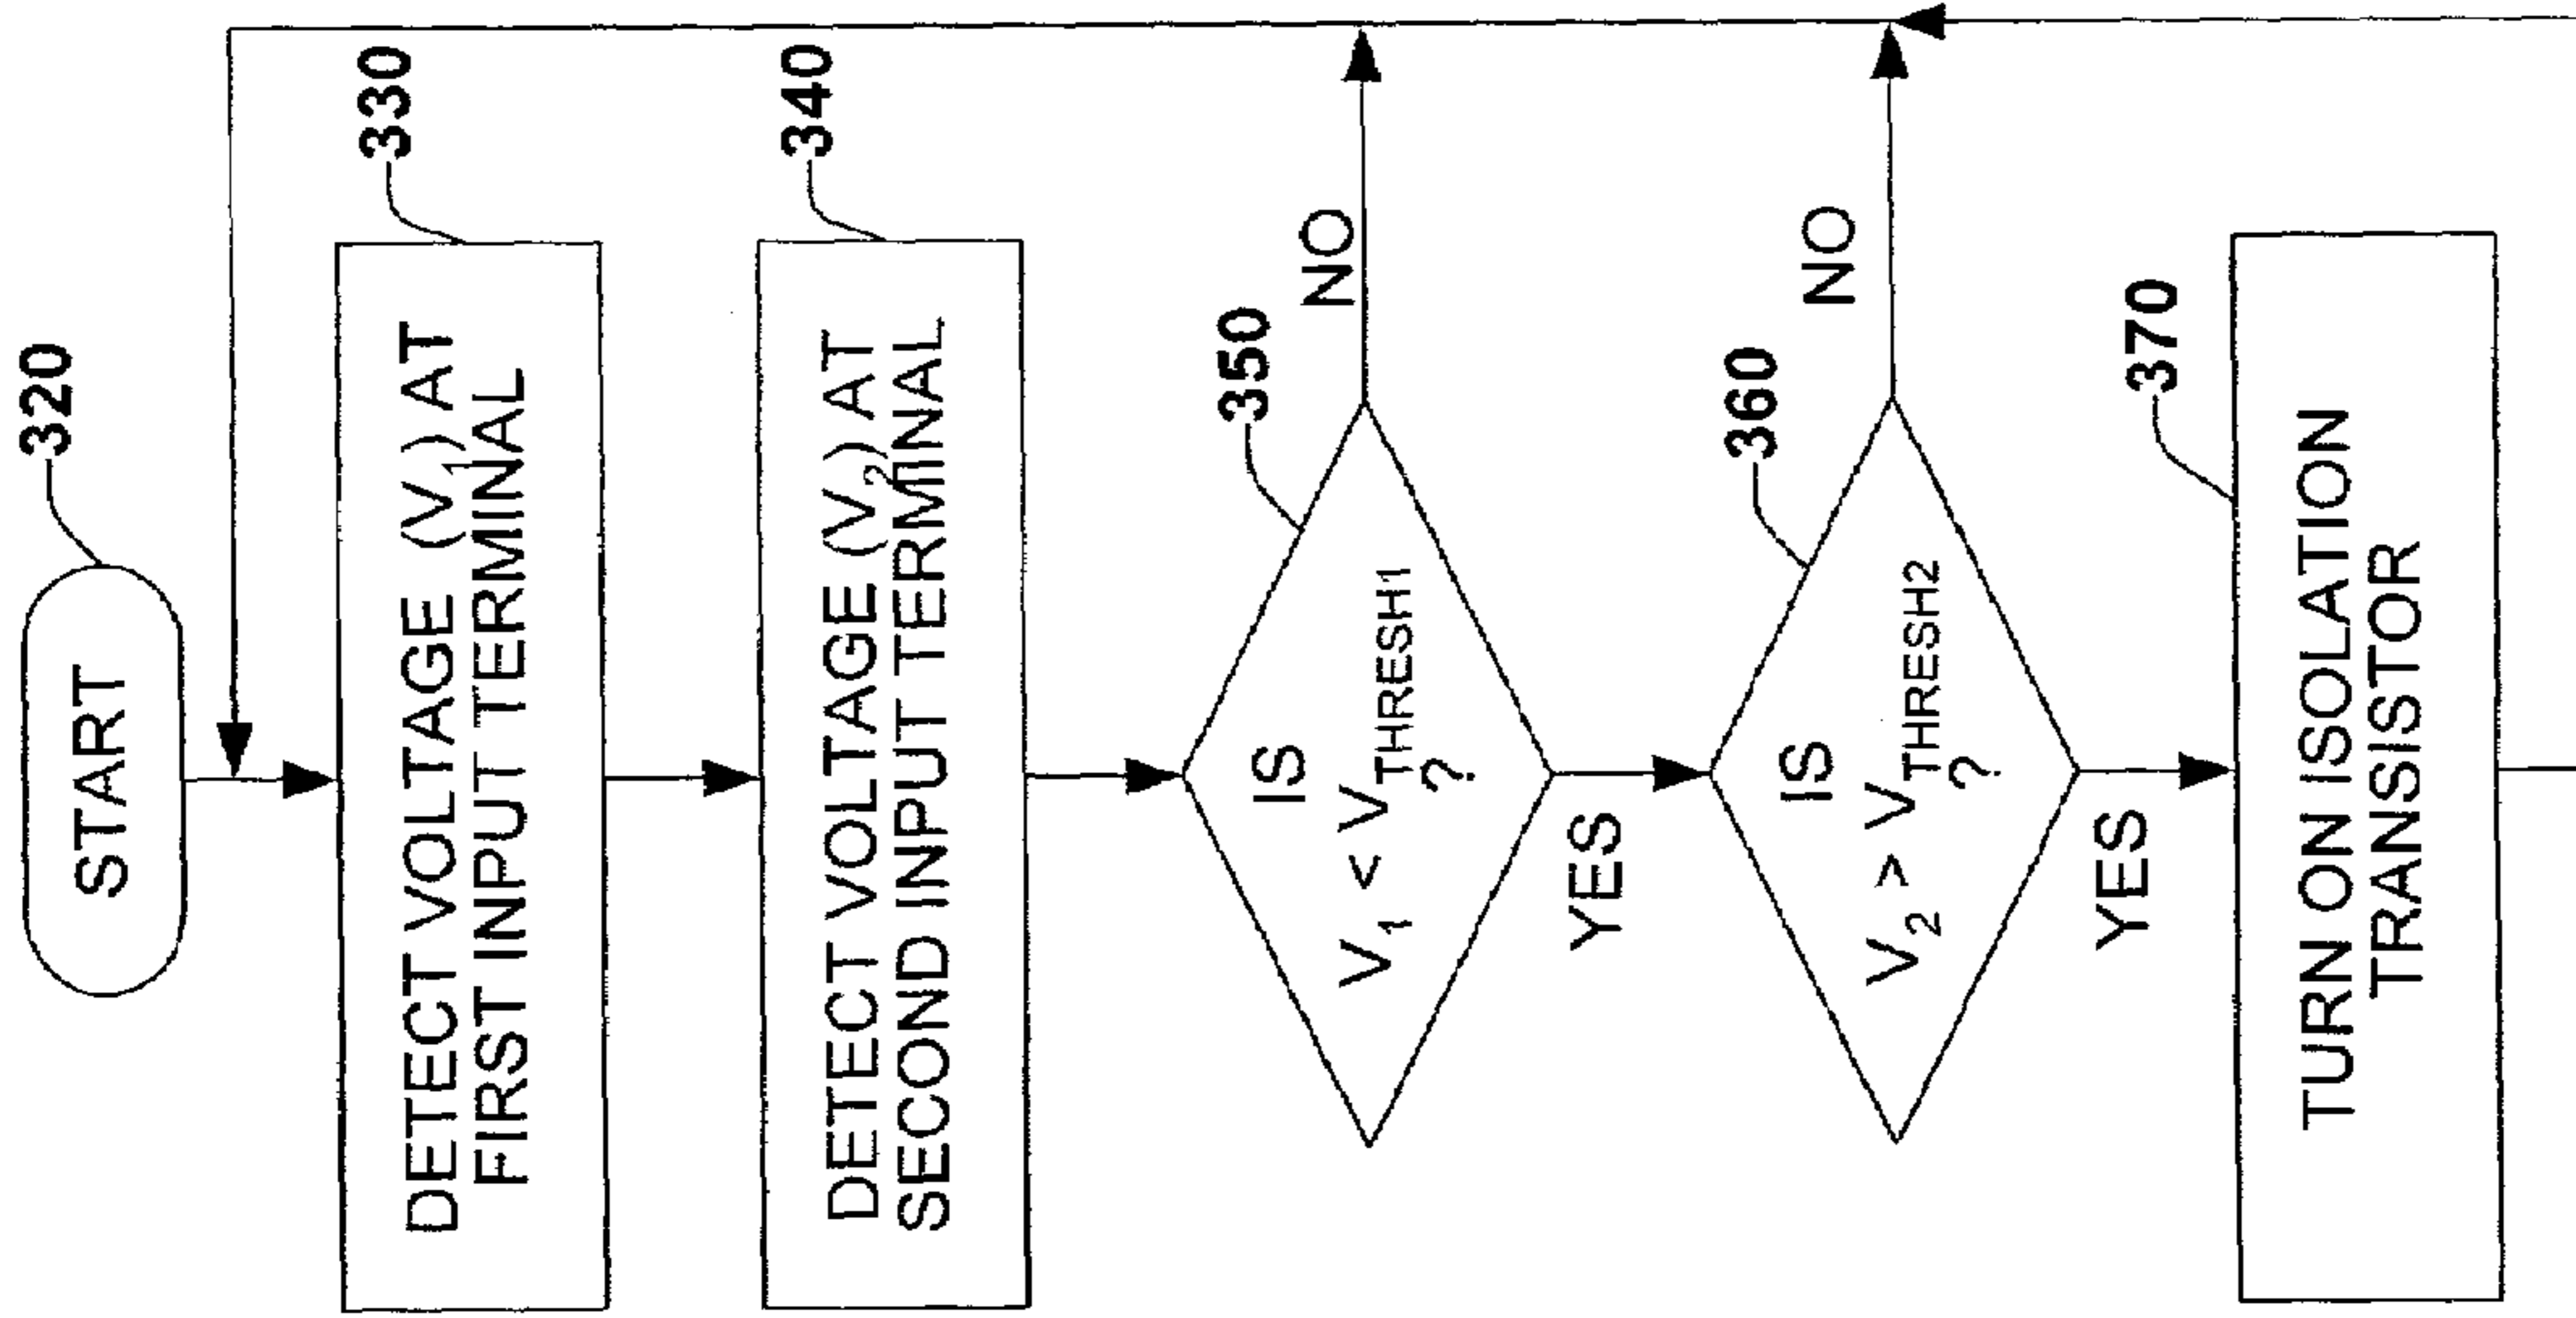 320
START
330
DETECT VOLTAGE (V1) AT
FIRST INPUT TERMINAL
340
DETECT VOLTAGE (V2) AT
SECOND INPUT TERMINAL
350
IS
V1 < VTHRESH1
?
NO
YES
360
IS
V2 > VTHRESH2
?
NO
YES
370
TURN ON ISOLATION
TRANSISTOR